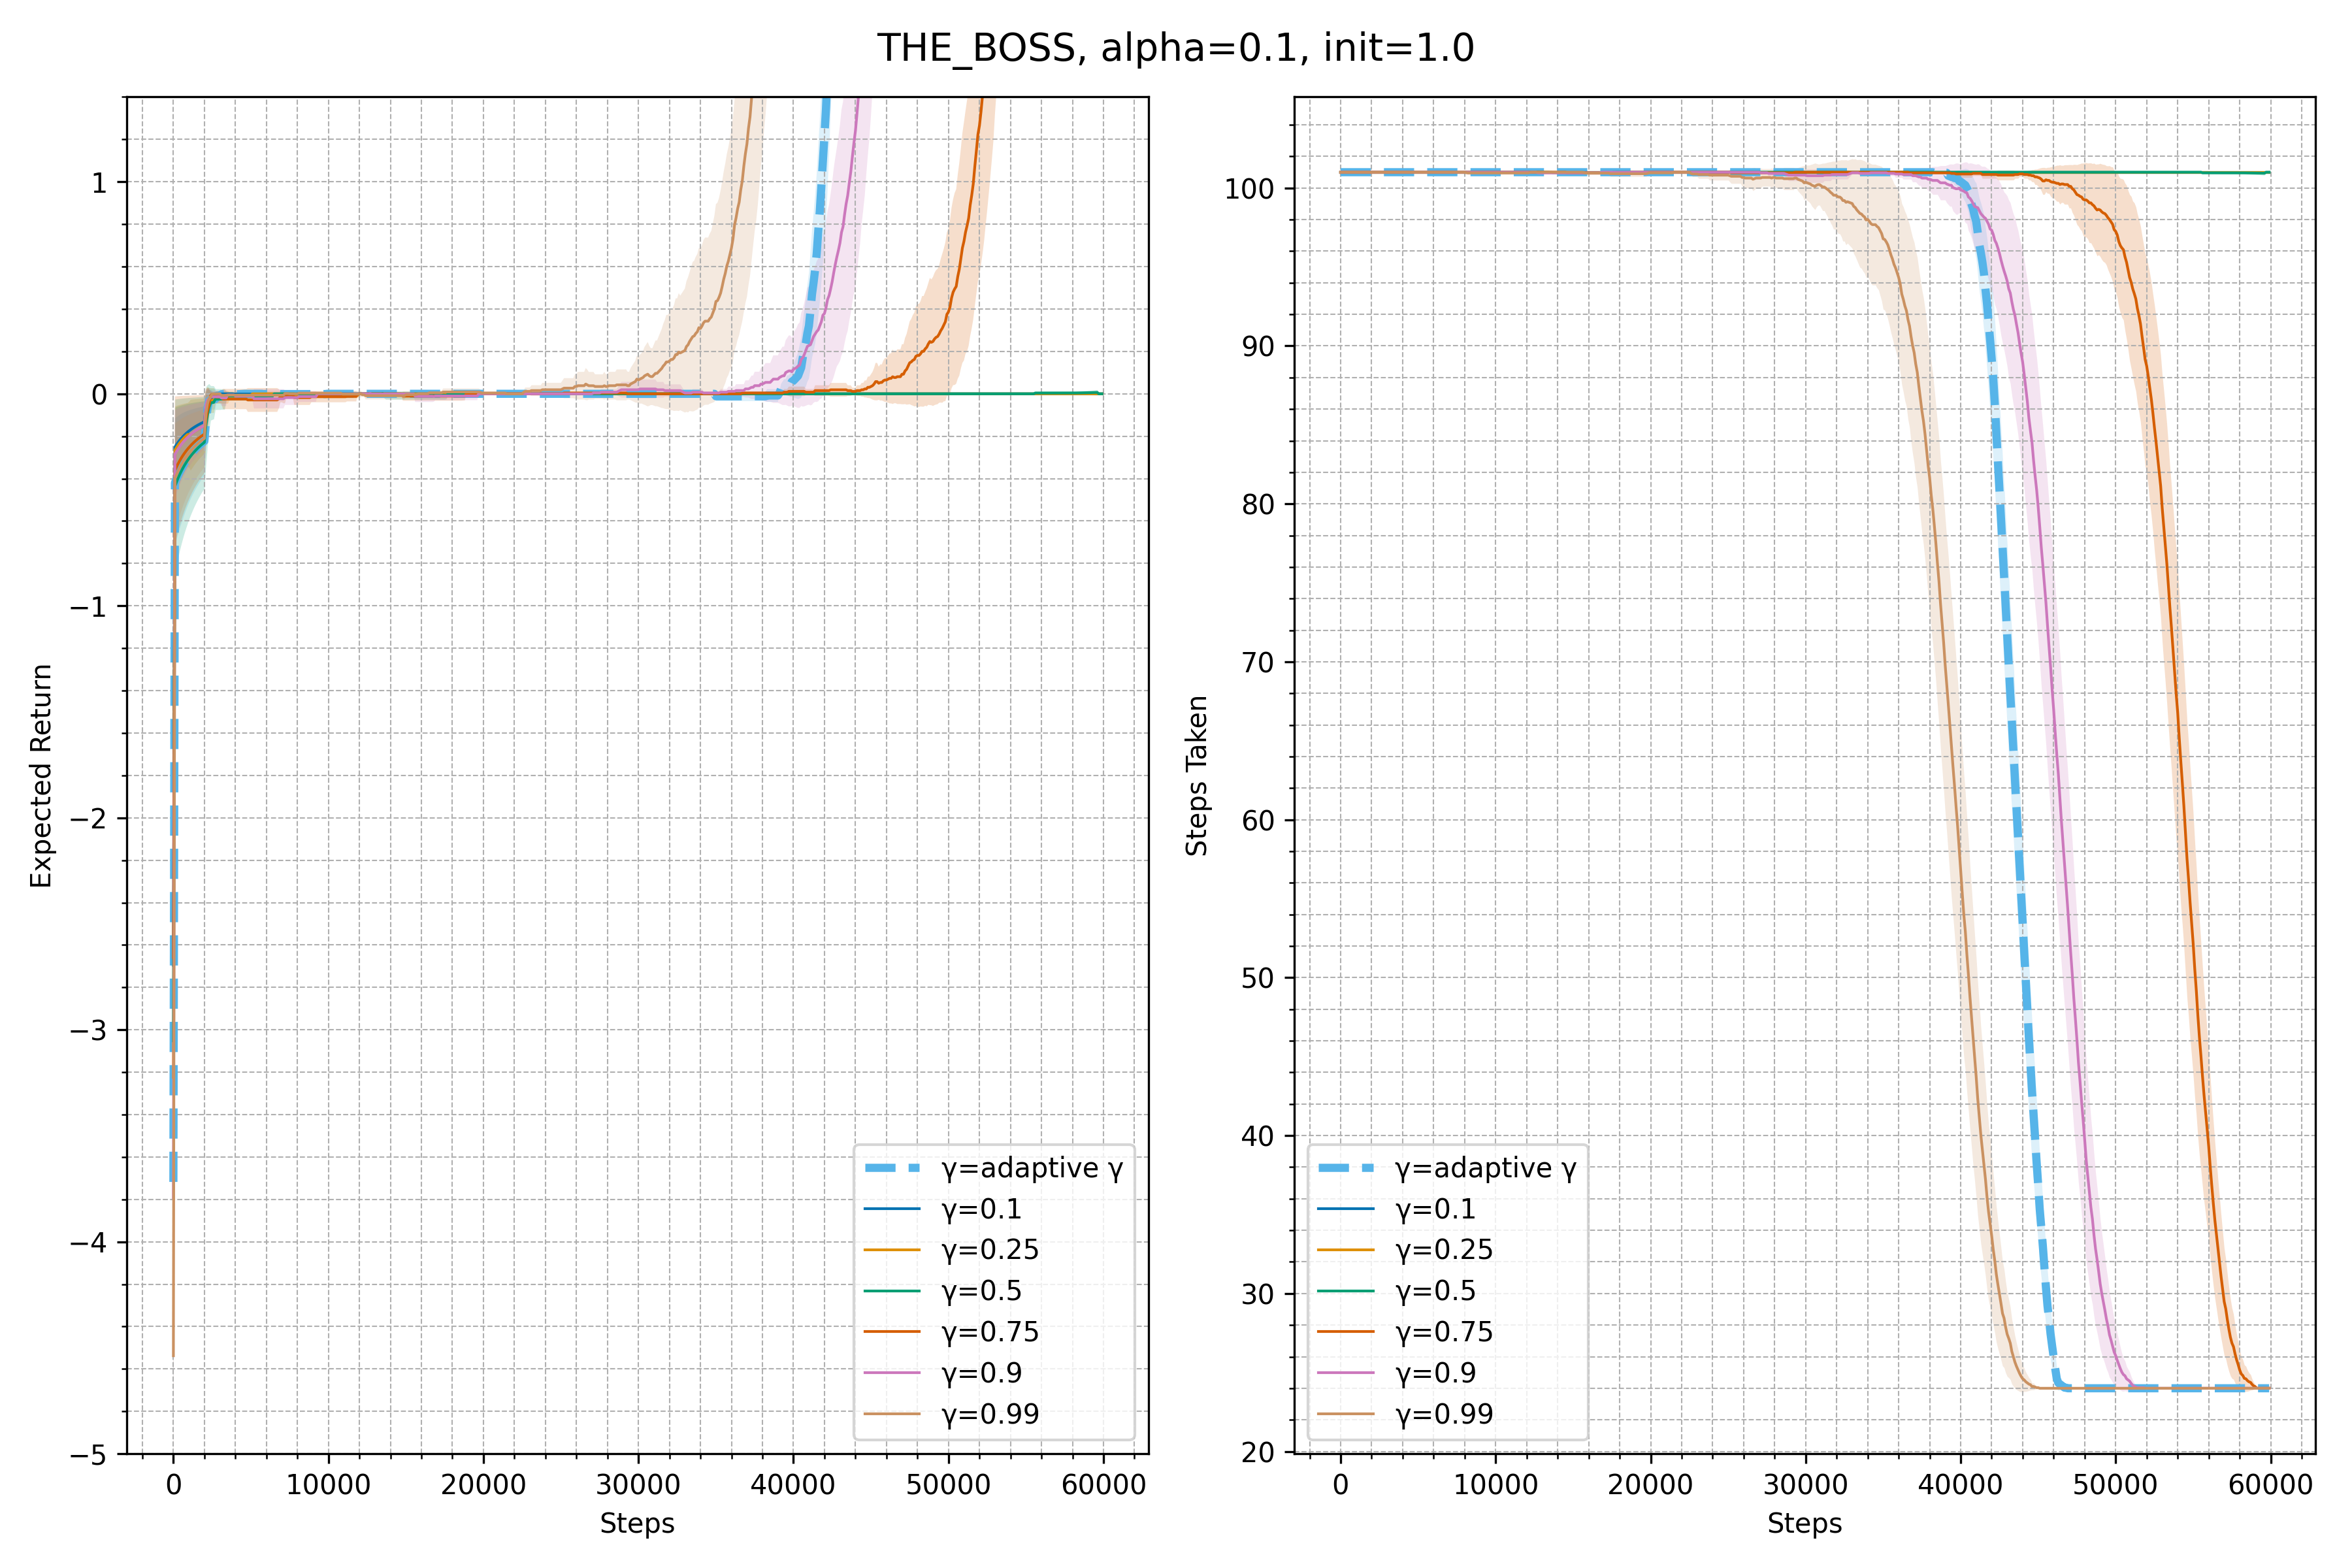 THE_BOSS, alpha=0.1, init=1.0
Expected Return
1
0
−1
−2
−3
−4
−5
0 10000 20000 30000 40000 50000 60000
Steps
γ=adaptive γ
γ=0.1
γ=0.25
γ=0.5
γ=0.75
γ=0.9
γ=0.99
Steps Taken
100
90
80
70
60
50
40
30
20
0 10000 20000 30000 40000 50000 60000
Steps
γ=adaptive γ
γ=0.1
γ=0.25
γ=0.5
γ=0.75
γ=0.9
γ=0.99